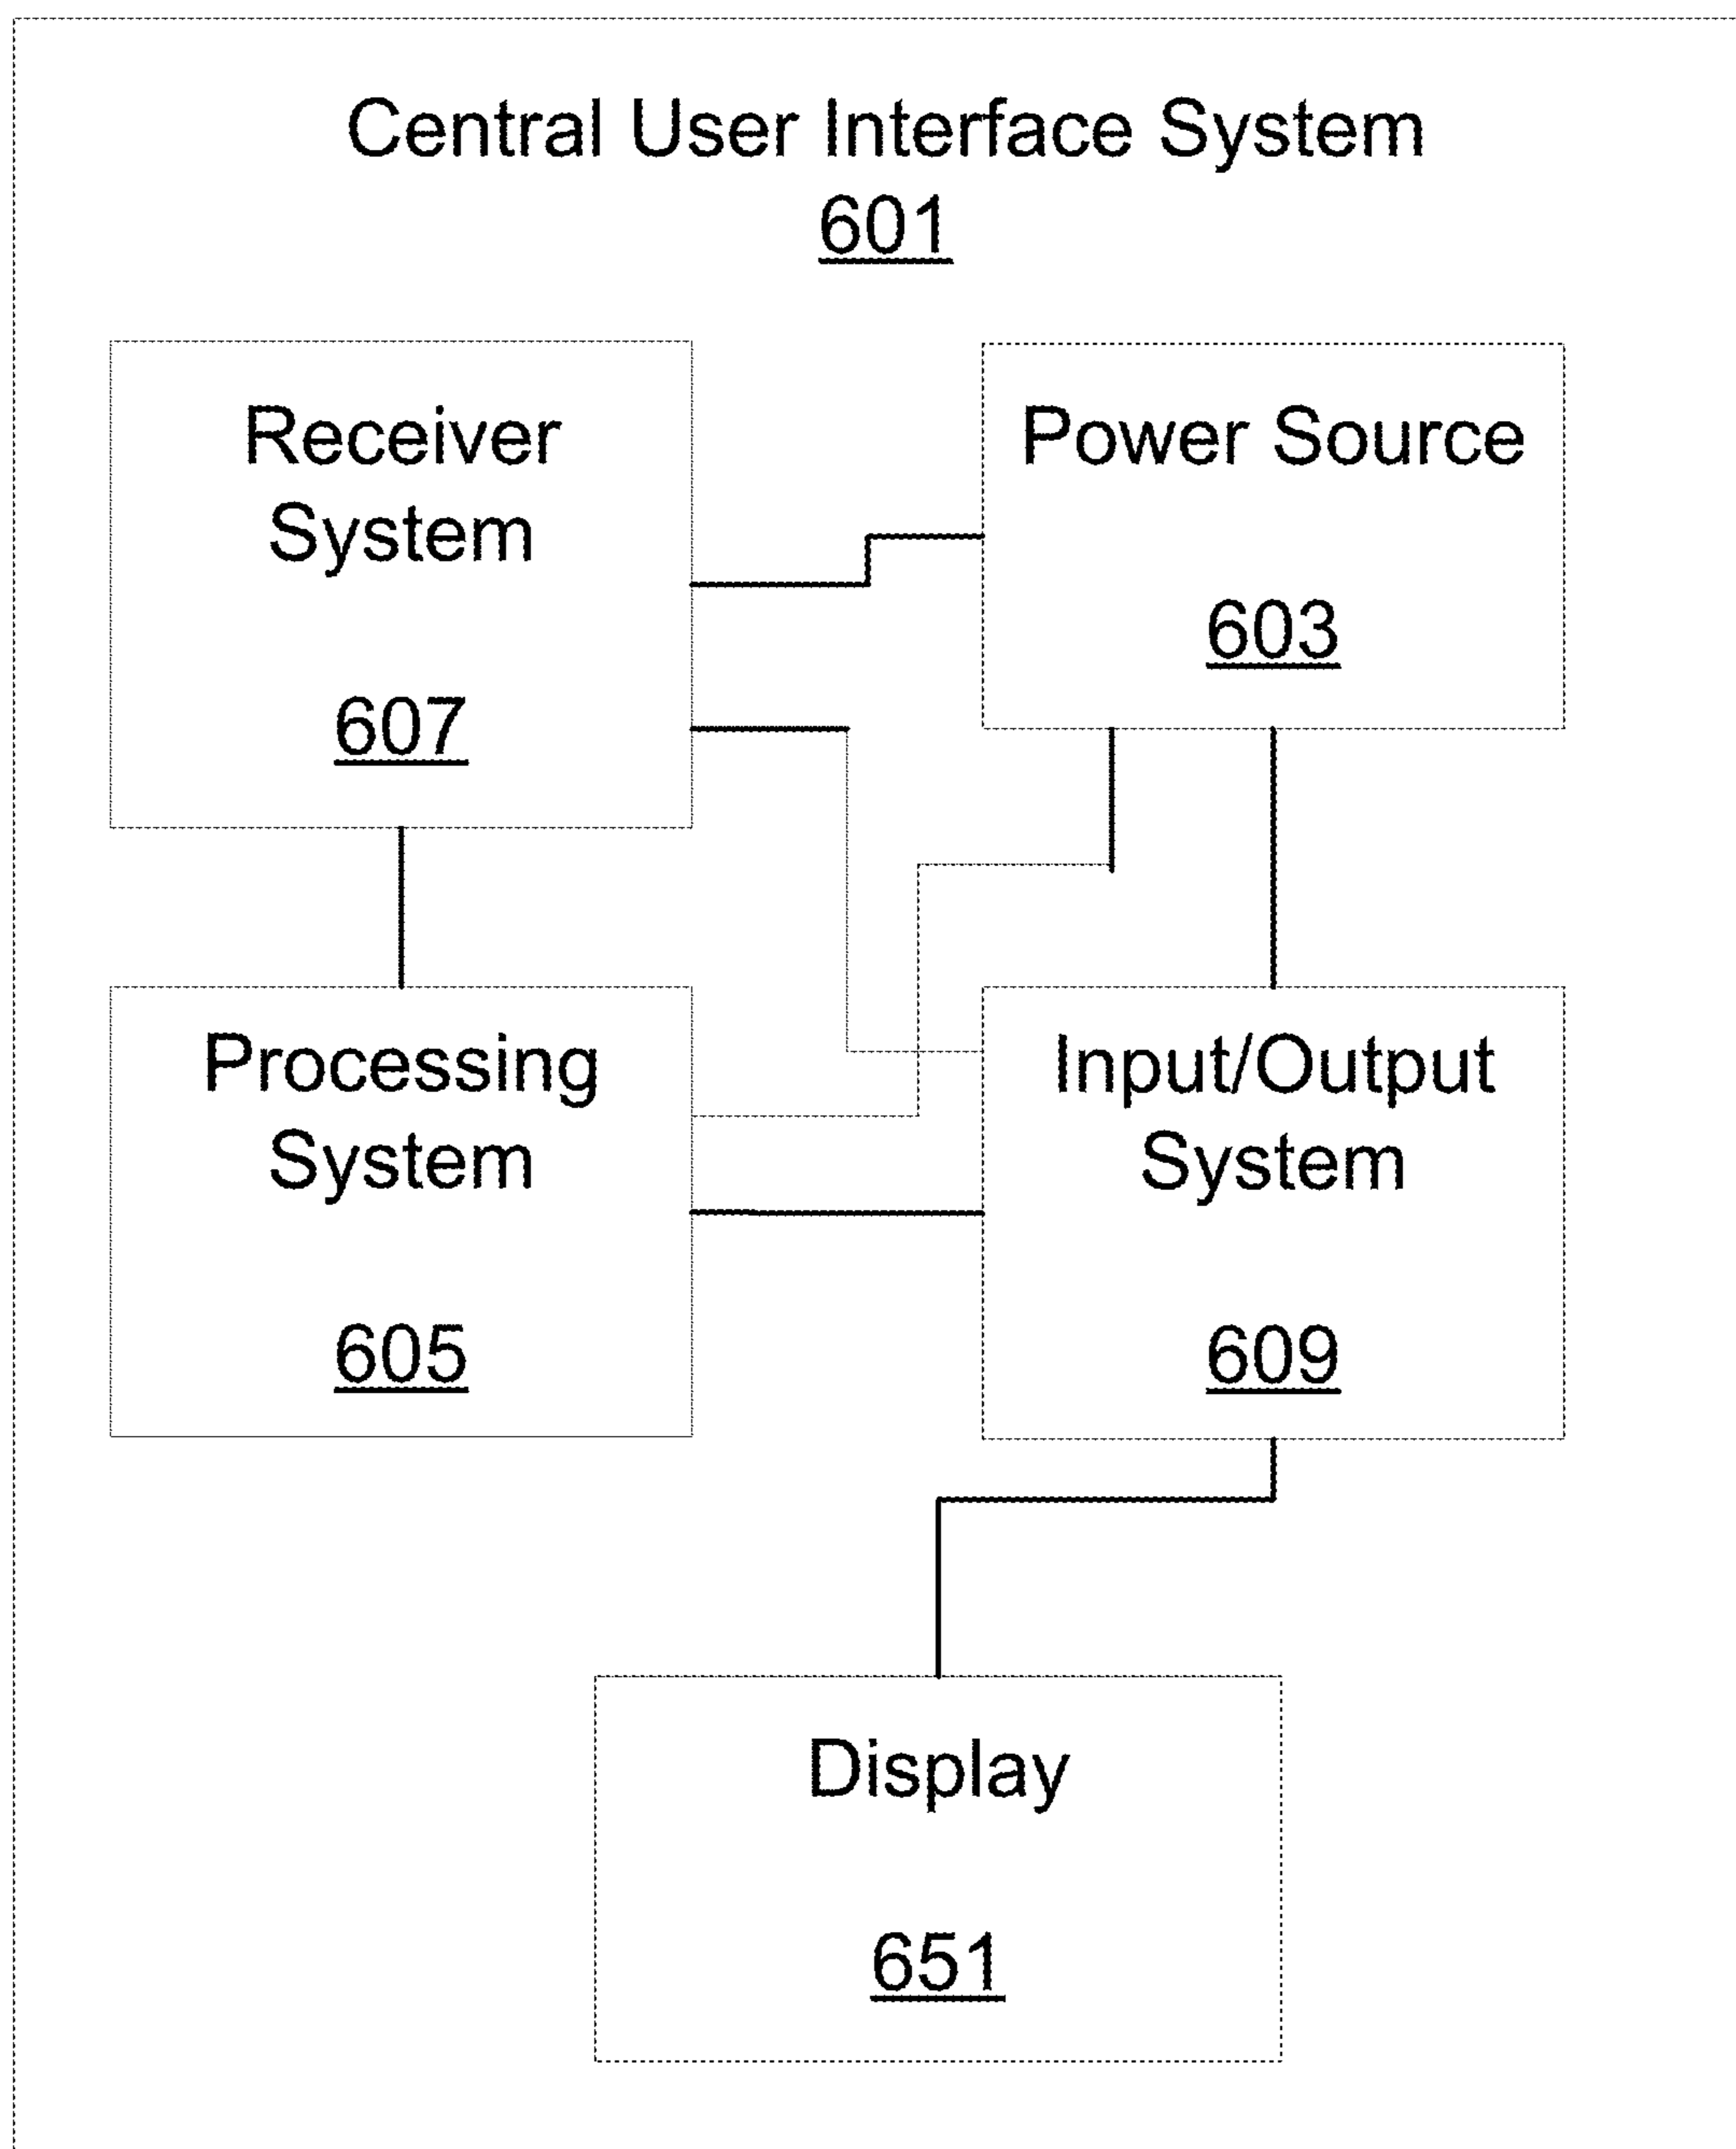 Central User Interface System
601
Receiver
System
607
Power Source
603
Processing
System
605
Input/Output
System
609
Display
651